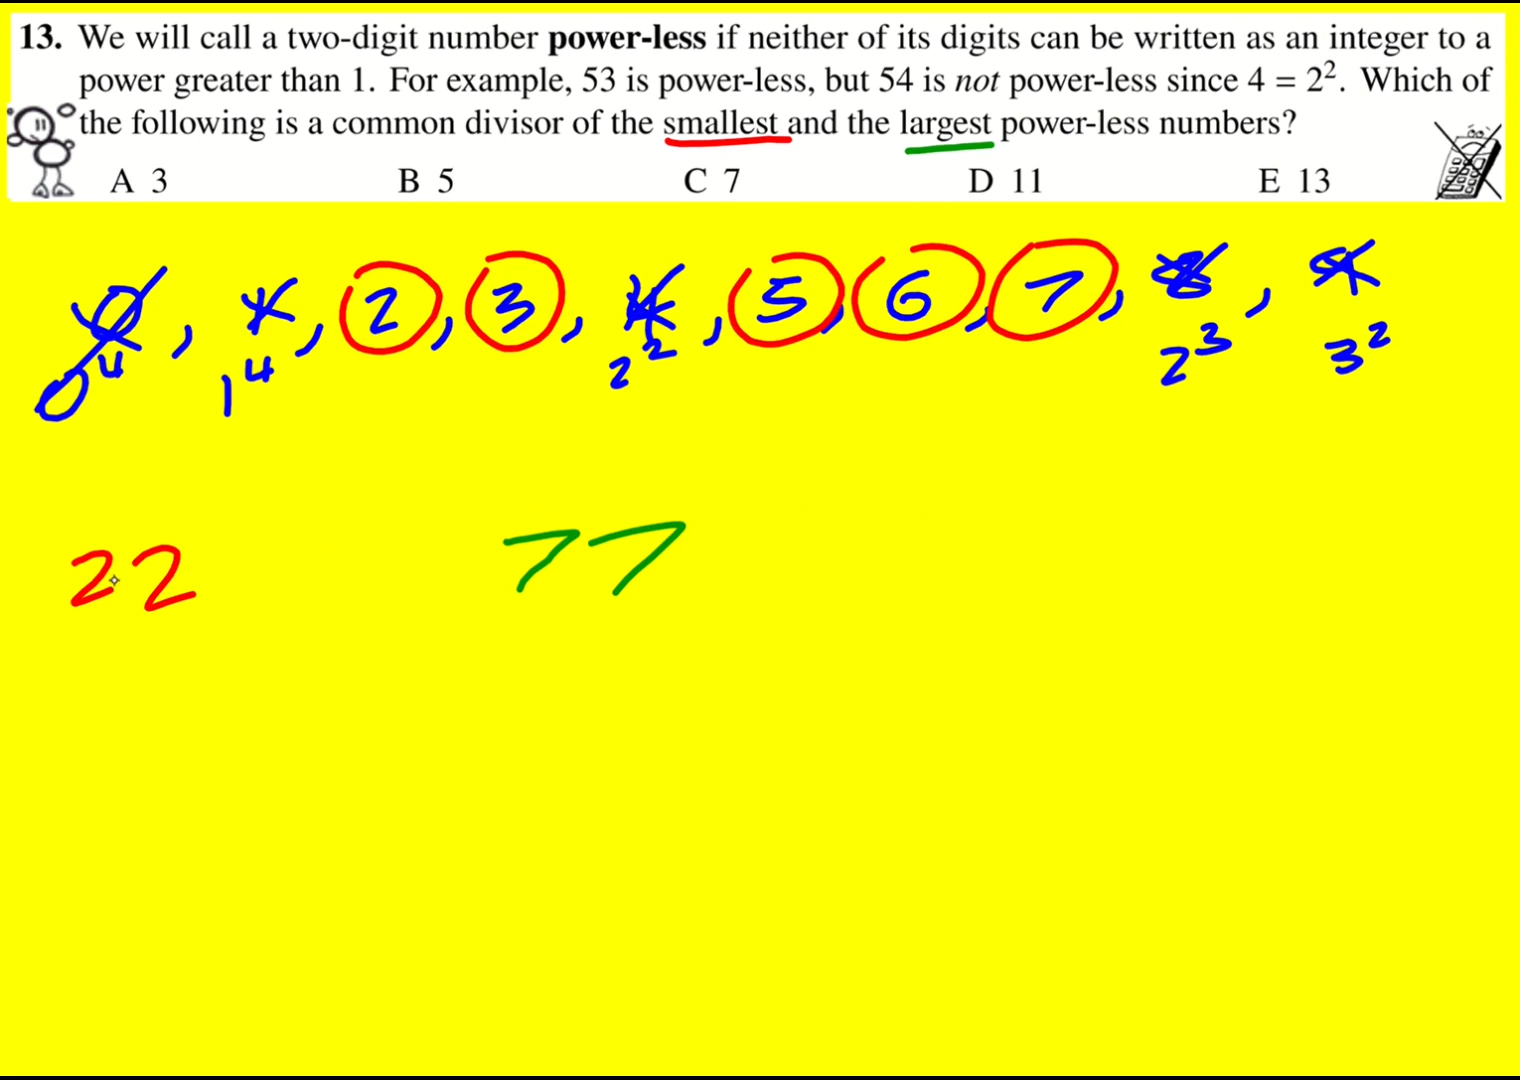 13. We will call a two-digit number power-less if neither of its digits can be written as an integer to a
power greater than 1. For example, 53 is power-less, but 54 is not power-less since 4 = 2². Which of
the following is a common divisor of the smallest and the largest power-less numbers?
A 3 B 5 C 7 D 11 E 13
0, 1, 2, 3, 4, 5, 6, 7, 8, 9
0⁴ 1⁴ 2² 2³ 3²
22 77